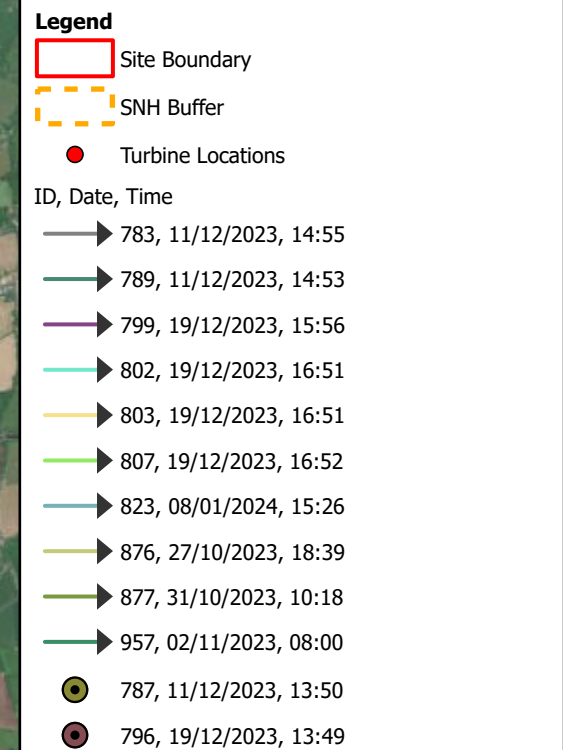 Legend
Site Boundary
SNH Buffer
Turbine Locations
ID, Date, Time
783, 11/12/2023, 14:55
789, 11/12/2023, 14:53
799, 19/12/2023, 15:56
802, 19/12/2023, 16:51
803, 19/12/2023, 16:51
807, 19/12/2023, 16:52
823, 08/01/2024, 15:26
876, 27/10/2023, 18:39
877, 31/10/2023, 10:18
957, 02/11/2023, 08:00
787, 11/12/2023, 13:50
796, 19/12/2023, 13:49